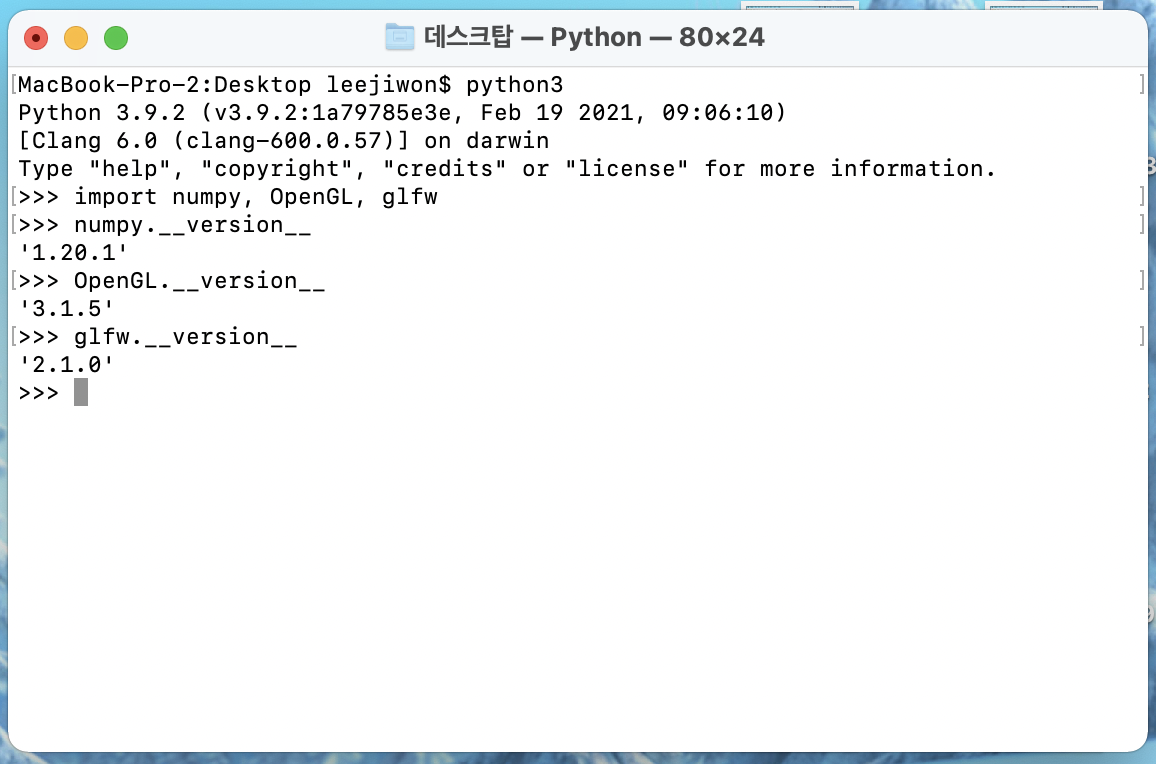 데스크탑 — Python — 80×24
[MacBook-Pro-2:Desktop leejiwon$ python3 ]
Python 3.9.2 (v3.9.2:1a79785e3e, Feb 19 2021, 09:06:10)
[Clang 6.0 (clang-600.0.57)] on darwin
Type "help", "copyright", "credits" or "license" for more information.
[>>> import numpy, OpenGL, glfw ]
[>>> numpy.__version__ ]
'1.20.1'
[>>> OpenGL.__version__ ]
'3.1.5'
[>>> glfw.__version__ ]
'2.1.0'
>>>